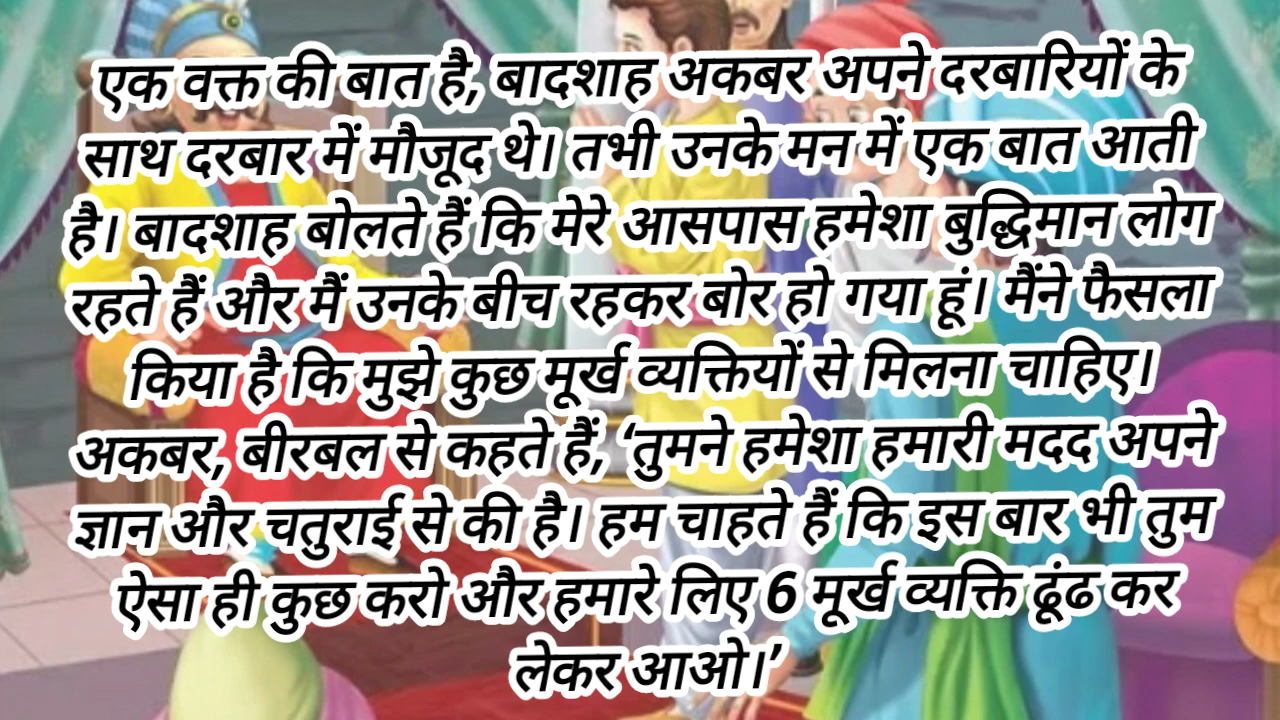 एक वक्त की बात है, बादशाह अकबर अपने दरबारियों के
साथ दरबार में मौजूद थे। तभी उनके मन में एक बात आती
है। बादशाह बोलते हैं कि मेरे आसपास हमेशा बुद्धिमान लोग
रहते हैं और मैं उनके बीच रहकर बोर हो गया हूं। मैंने फैसला
किया है कि मुझे कुछ मूर्ख व्यक्तियों से मिलना चाहिए।
अकबर, बीरबल से कहते हैं, ‘तुमने हमेशा हमारी मदद अपने
ज्ञान और चतुराई से की है। हम चाहते हैं कि इस बार भी तुम
ऐसा ही कुछ करो और हमारे लिए 6 मूर्ख व्यक्ति ढूंढ कर
लेकर आओ।’